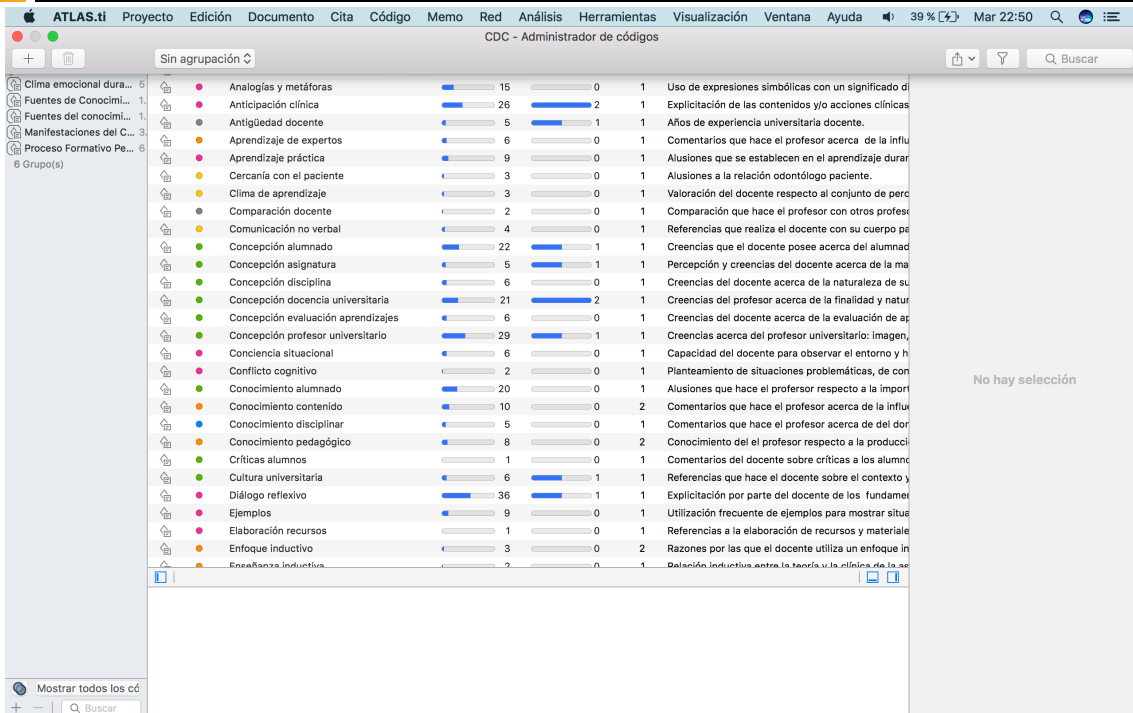 ATLAS.ti Proyecto Edición Documento Cita Código Memo Red Análisis Herramientas Visualización Ventana Ayuda 39 % Mar 22:50
CDC - Administrador de códigos
Sin agrupación Buscar
Clima emocional dura... 5
Fuentes de Conocimi... 1.
Fuentes del conocimi... 1.
Manifestaciones del C... 3.
Proceso Formativo Pe... 6
6 Grupo(s)
Analogías y metáforas 15 0 1 Uso de expresiones simbólicas con un significado di
Anticipación clínica 26 2 1 Explicitación de las contenidos y/o acciones clínicas
Antigüedad docente 5 1 1 Años de experiencia universitaria docente.
Aprendizaje de expertos 6 0 1 Comentarios que hace el profesor acerca de la influ
Aprendizaje práctica 9 0 1 Alusiones que se establecen en el aprendizaje durar
Cercanía con el paciente 3 0 1 Alusiones a la relación odontólogo paciente.
Clima de aprendizaje 3 0 1 Valoración del docente respecto al conjunto de perc
Comparación docente 2 0 1 Comparación que hace el profesor con otros profesc
Comunicación no verbal 4 0 1 Referencias que realiza el docente con su cuerpo pa
Concepción alumnado 22 1 1 Creencias que el docente posee acerca del alumnad
Concepción asignatura 5 1 1 Percepción y creencias del docente acerca de la ma
Concepción disciplina 6 0 1 Creencias del docente acerca de la naturaleza de su
Concepción docencia universitaria 21 2 1 Creencias del profesor acerca de la finalidad y natur
Concepción evaluación aprendizajes 6 0 1 Creencias del docente acerca de la evaluación de ap
Concepción profesor universitario 29 1 1 Creencias acerca del profesor universitario: imagen,
Conciencia situacional 6 0 1 Capacidad del docente para observar el entorno y h
Conflicto cognitivo 2 0 1 Planteamiento de situaciones problemáticas, de con
Conocimiento alumnado 20 0 1 Alusiones que hace el profersor respecto a la import
Conocimiento contenido 10 0 2 Comentarios que hace el profesor acerca de la influe
Conocimiento disciplinar 5 0 1 Comentarios que hace el profesor acerca de del dor
Conocimiento pedagógico 8 0 2 Conocimiento del el profesor respecto a la producci
Críticas alumnos 1 0 1 Comentarios del docente sobre críticas a los alumno
Cultura universitaria 6 1 1 Referencias que hace el docente sobre el contexto y
Diálogo reflexivo 36 1 1 Explicitación por parte del docente de los fundamer
Ejemplos 9 0 1 Utilización frecuente de ejemplos para mostrar situa
Elaboración recursos 1 0 1 Referencias a la elaboración de recursos y materiale
Enfoque inductivo 3 0 2 Razones por las que el docente utiliza un enfoque in
Enseñanza inductiva 2 0 1 Relación inductiva entre la teoría y la clínica de la as
No hay selección
Mostrar todos los có
Buscar